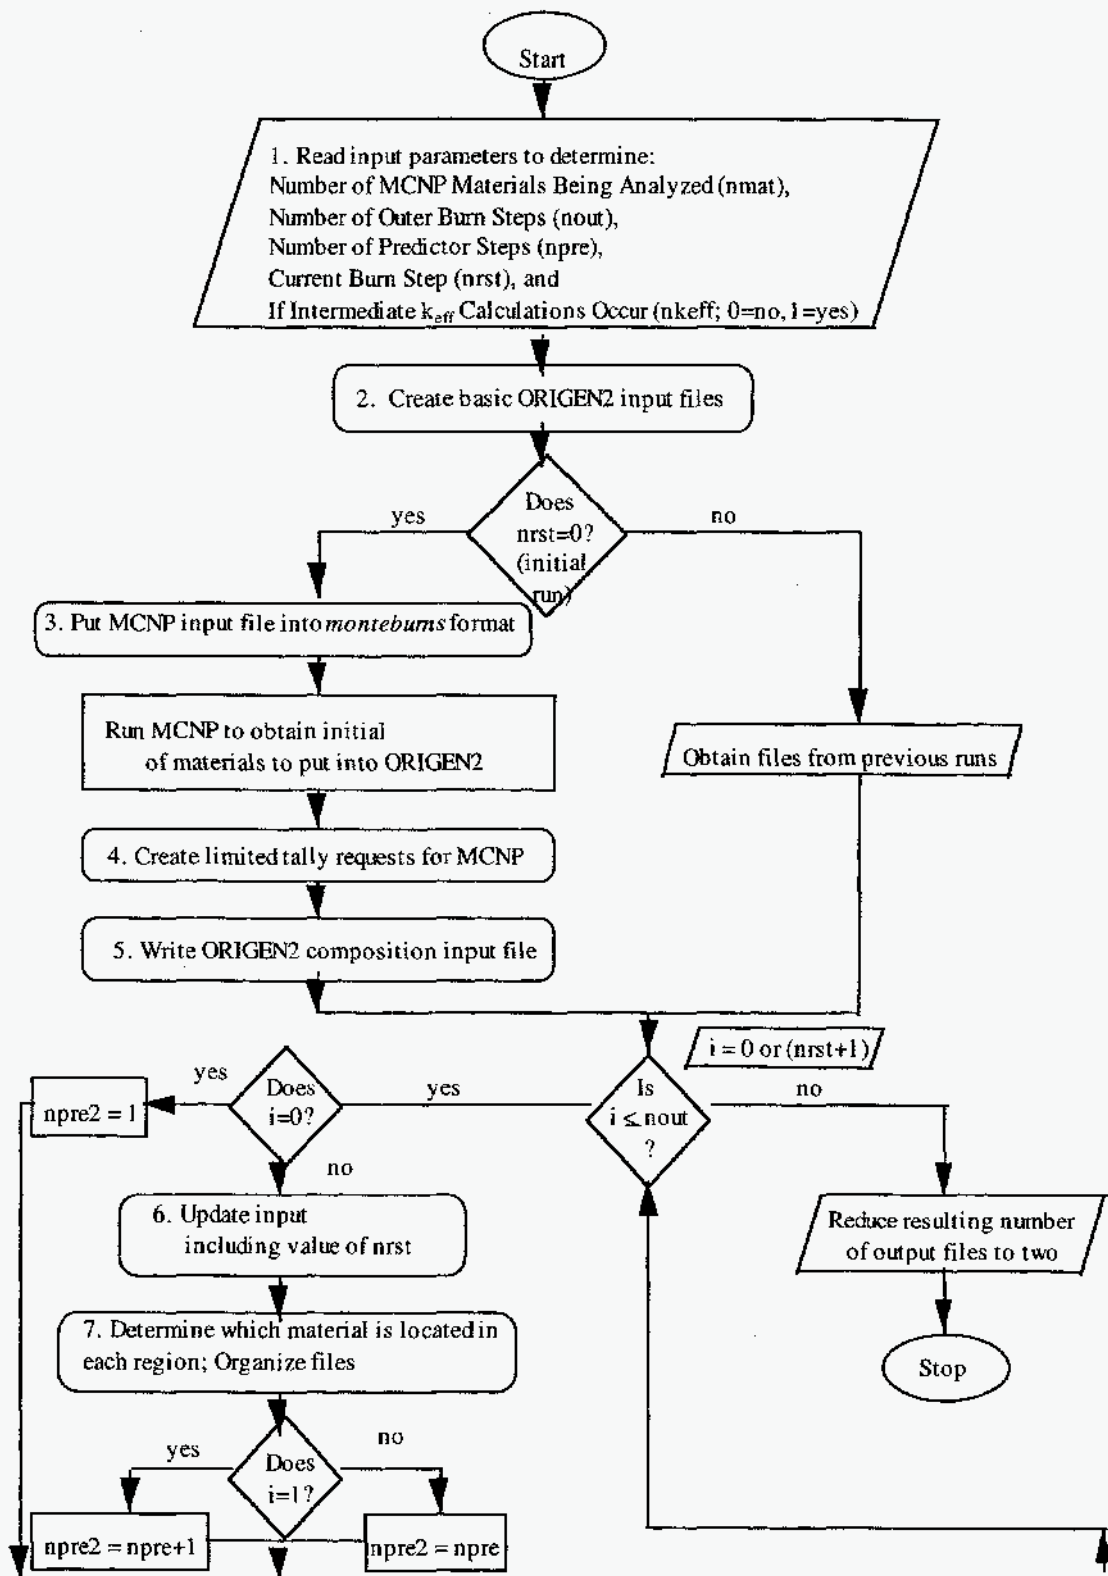 Start
1. Read input parameters to determine:
Number of MCNP Materials Being Analyzed (nmat),
Number of Outer Burn Steps (nout),
Number of Predictor Steps (npre),
Current Burn Step (nrst), and
If Intermediate keff Calculations Occur (nkeff; 0=no, 1=yes)
2. Create basic ORIGEN2 input files
Does
nrst=0?
(initial
run)
yes
no
3. Put MCNP input file into monteburns format
Run MCNP to obtain initial
of materials to put into ORIGEN2
Obtain files from previous runs
4. Create limited tally requests for MCNP
5. Write ORIGEN2 composition input file
i = 0 or (nrst+1)
Is
i ≤ nout
?
yes
no
Does
i=0?
yes
npre2 = 1
no
6. Update input
including value of nrst
Reduce resulting number
of output files to two
7. Determine which material is located in
each region; Organize files
Stop
Does
i=1?
yes
no
npre2 = npre+1
npre2 = npre